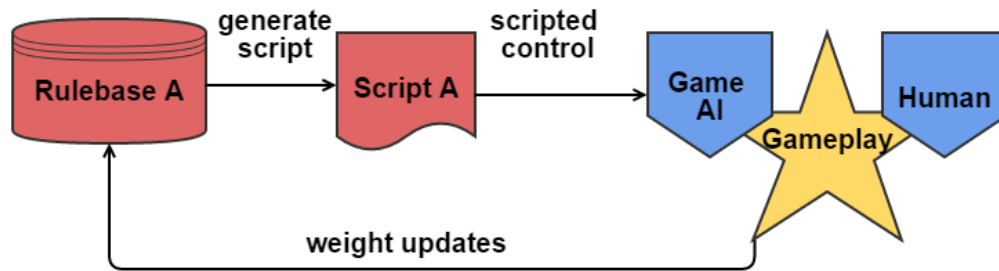 generate
script
scripted
control
Rulebase A
Script A
Game
AI
Human
Gameplay
weight updates